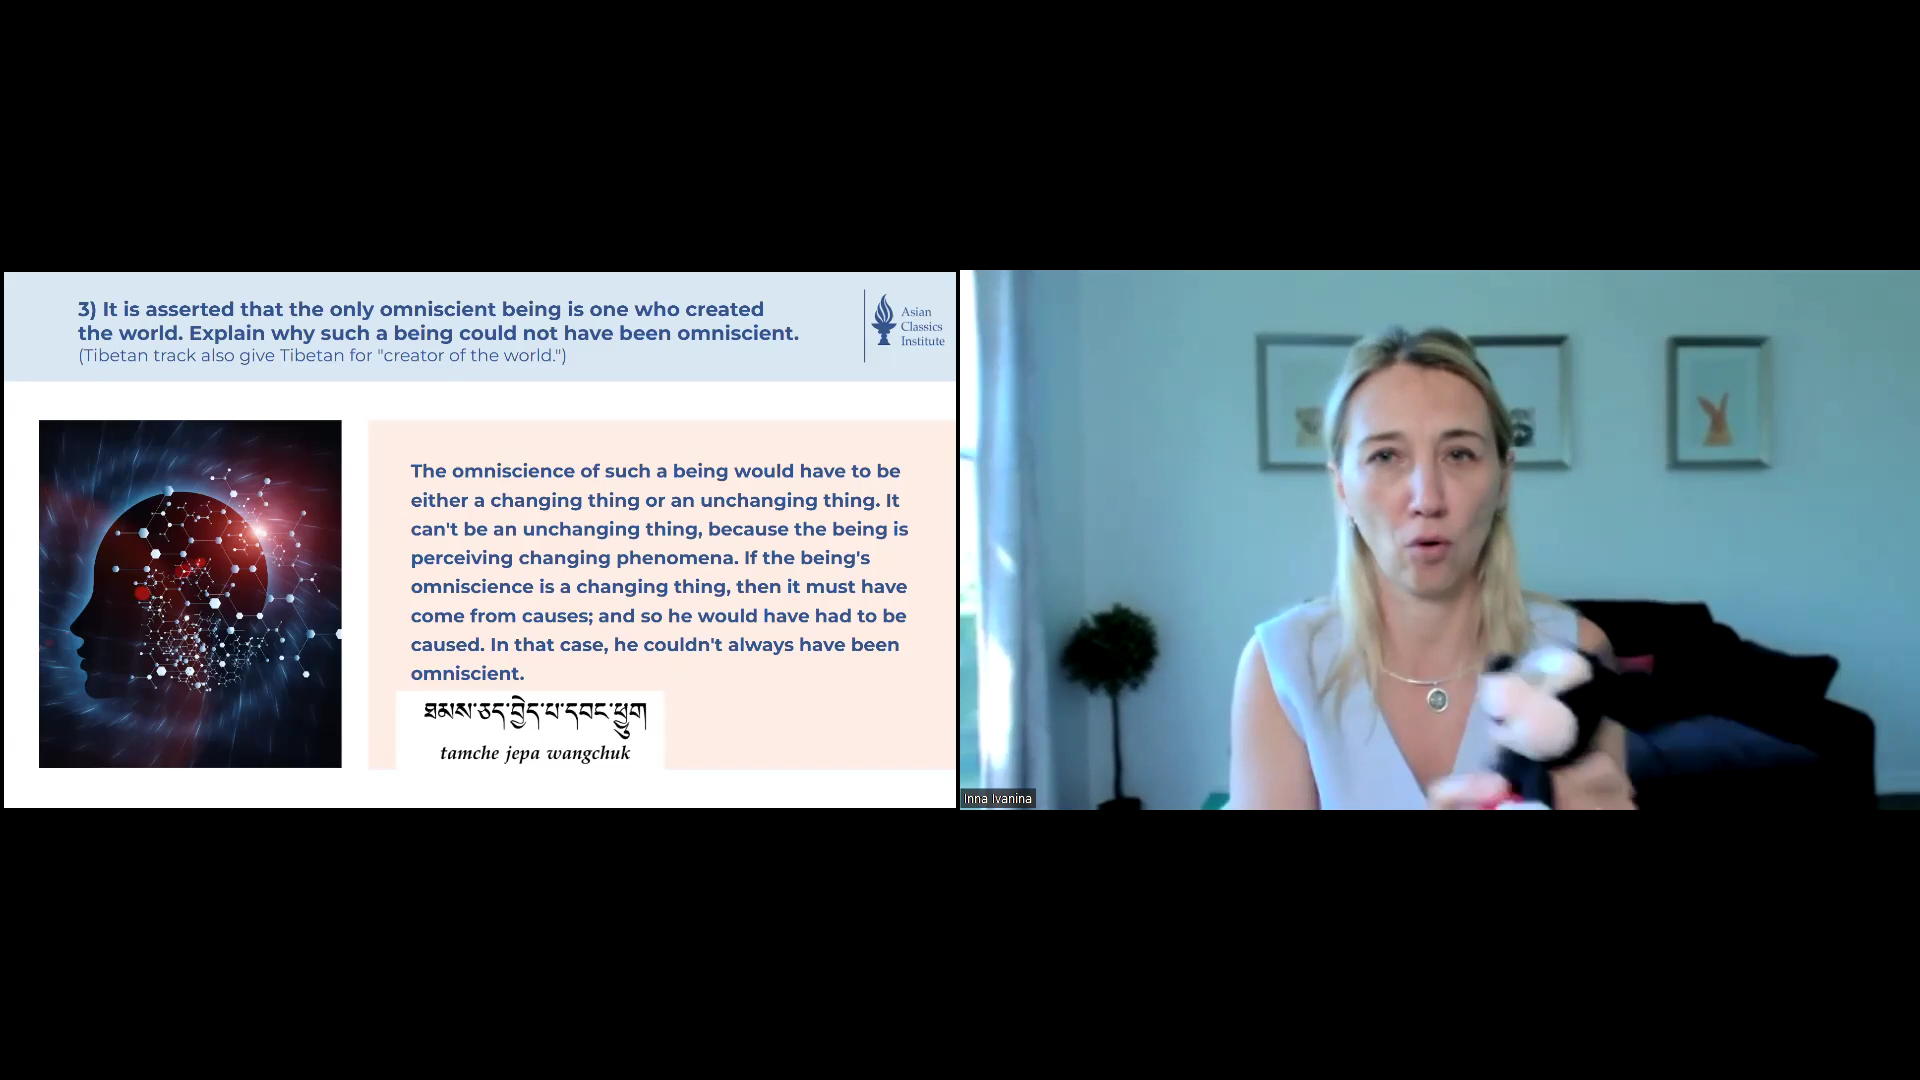 3) It is asserted that the only omniscient being is one who created
the world. Explain why such a being could not have been omniscient.
(Tibetan track also give Tibetan for "creator of the world.")
Asian
Classics
Institute
The omniscience of such a being would have to be
either a changing thing or an unchanging thing. It
can't be an unchanging thing, because the being is
perceiving changing phenomena. If the being's
omniscience is a changing thing, then it must have
come from causes; and so he would have had to be
caused. In that case, he couldn't always have been
omniscient.
ཐམས་ཅད་བྱེད་པ་དབང་ཕྱུག
tamche jepa wangchuk
Inna Ivanina